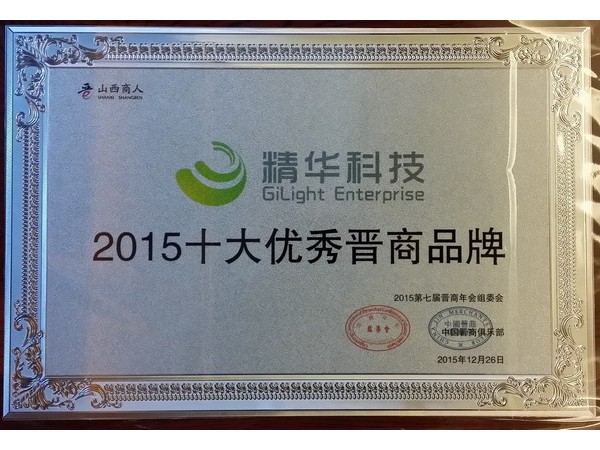 山西商人
SHANXI SHANGREN
精华科技
GiLight Enterprise
2015十大优秀晋商品牌
2015第七届晋商年会组委会
中国晋商俱乐部
2015年12月26日